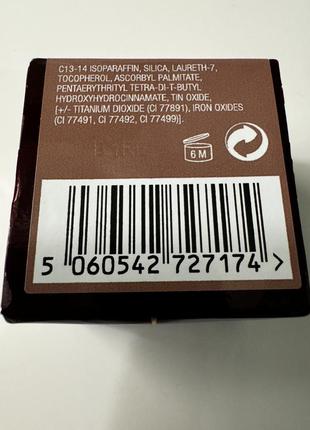 C13-14 ISOPARAFFIN, SILICA, LAURETH-7,
TOCOPHEROL, ASCORBYL PALMITATE,
PENTAERYTHRITYL TETRA-DI-T-BUTYL
HYDROXYHYDROCINNAMATE, TIN OXIDE,
[+/- TITANIUM DIOXIDE (CI 77891), IRON OXIDES
(CI 77491, CI 77492, CI 77499)].
6 M
5 060542 727174 >